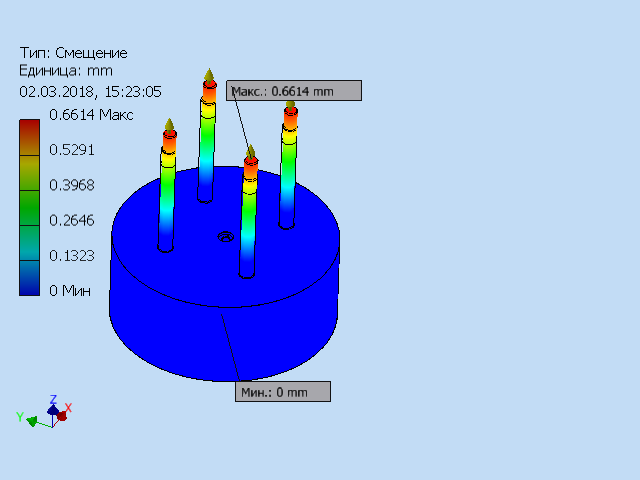 Тип: Смещение
Единица: mm
02.03.2018, 15:23:05
0.6614 Макс
0.5291
0.3968
0.2646
0.1323
0 Мин
Макс.: 0.6614 mm
Мин.: 0 mm
Z
X
Y